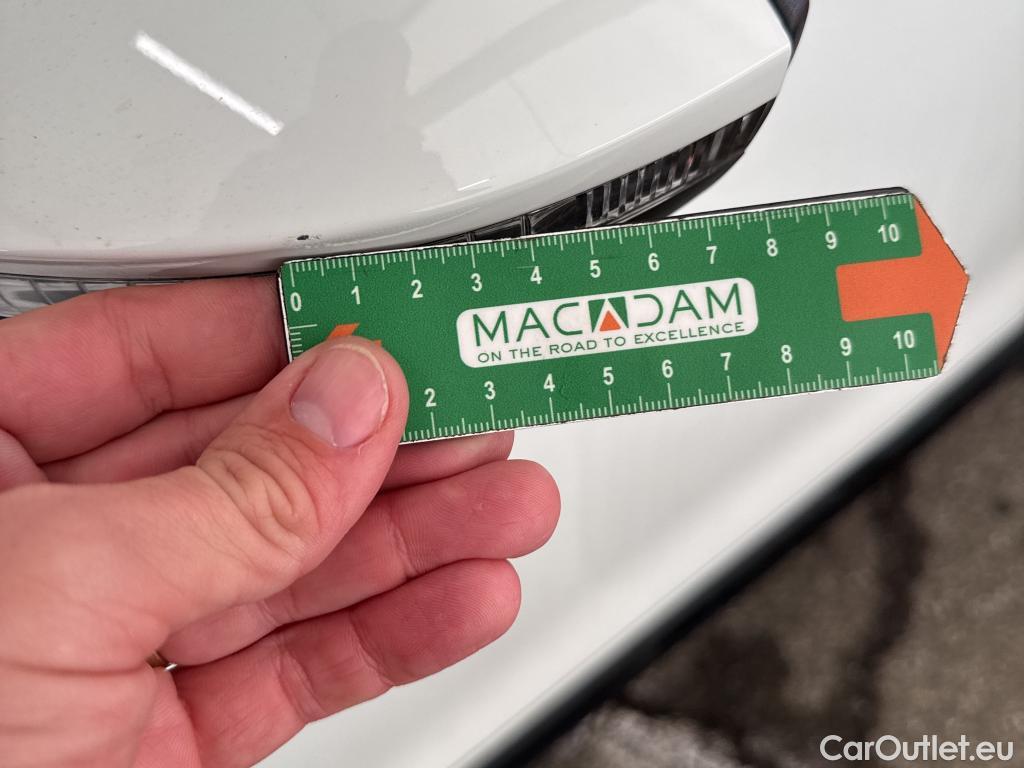 0 1 2 3 4 5 6 7 8 9 10
MACADAM
ON THE ROAD TO EXCELLENCE
2 3 4 5 6 7 8 9 10
CarOutlet.eu